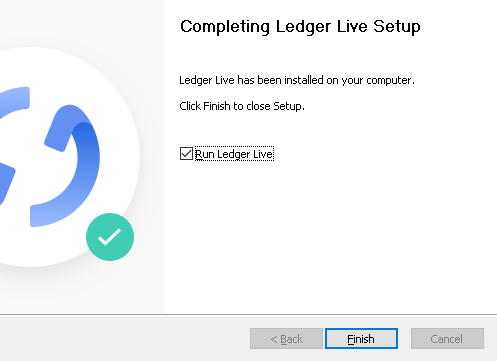 Completing Ledger Live Setup
Ledger Live has been installed on your computer.
Click Finish to close Setup.
Run Ledger Live
< Back
Finish
Cancel